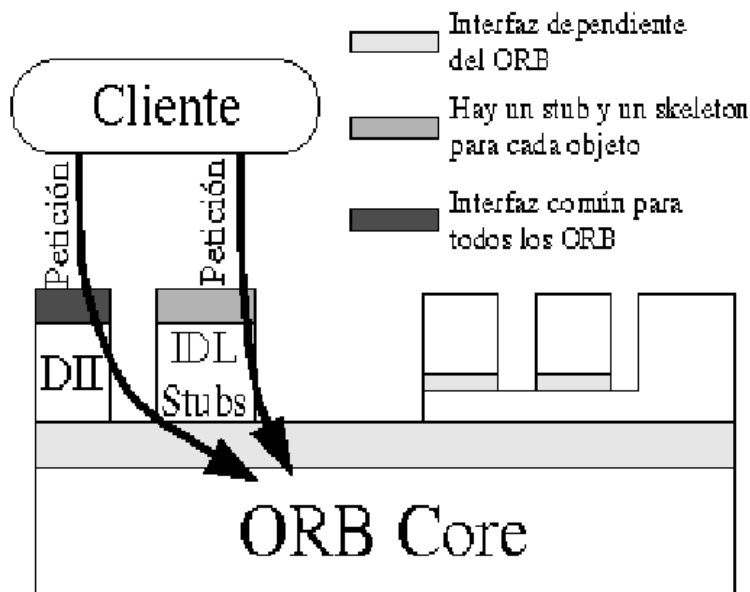 Cliente
Interfaz dependiente
del ORB
Hay un stub y un skeleton
para cada objeto
Interfaz común para
todos los ORB
Petición
Petición
DII
IDL
Stubs
ORB Core